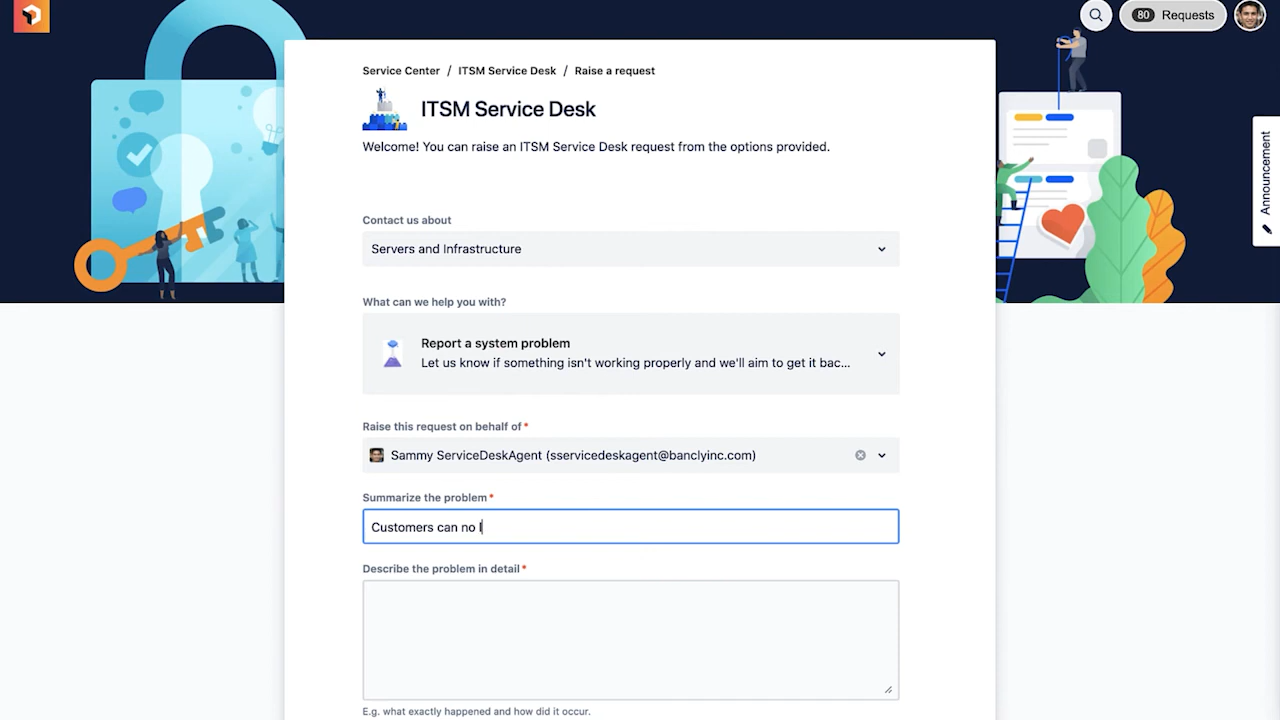 80 Requests
Announcement
Service Center / ITSM Service Desk / Raise a request
ITSM Service Desk
Welcome! You can raise an ITSM Service Desk request from the options provided.
Contact us about
Servers and Infrastructure
What can we help you with?
Report a system problem
Let us know if something isn't working properly and we'll aim to get it bac...
Raise this request on behalf of *
Sammy ServiceDeskAgent (sservicedeskagent@banclyinc.com)
Summarize the problem *
Customers can no l
Describe the problem in detail *
E.g. what exactly happened and how did it occur.